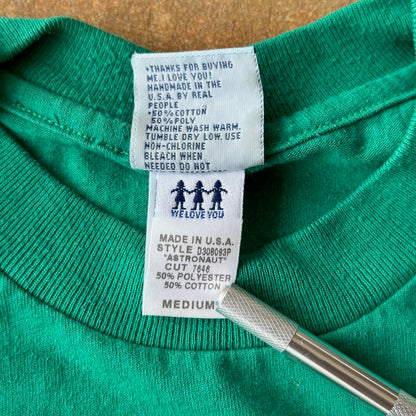 •THANKS FOR BUYING
ME.I LOVE YOU!
HANDMADE IN THE
U.S.A. BY REAL
PEOPLE
•50%COTTON
50%POLY
MACHINE WASH WARM.
TUMBLE DRY LOW. USE
NON-CHLORINE
BLEACH WHEN
NEEDED DO NOT
WE LOVE YOU
MADE IN U.S.A.
STYLE D308083P
"ASTRONAUT"
CUT 7646
50% POLYESTER
50% COTTON
MEDIUM